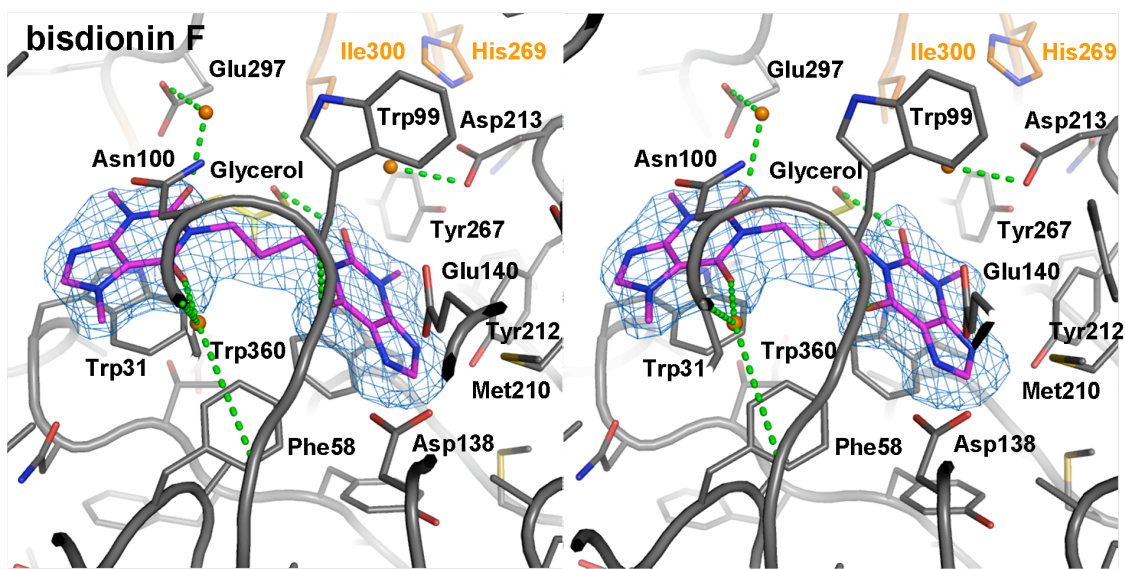 bisdionin F
Ile300 His269
Glu297
Trp99
Asp213
Asn100
Glycerol
Tyr267
Glu140
Tyr212
Trp31
Trp360
Met210
Phe58
Asp138
Ile300 His269
Glu297
Trp99
Asp213
Asn100
Glycerol
Tyr267
Glu140
Tyr212
Trp31
Trp360
Met210
Phe58
Asp138